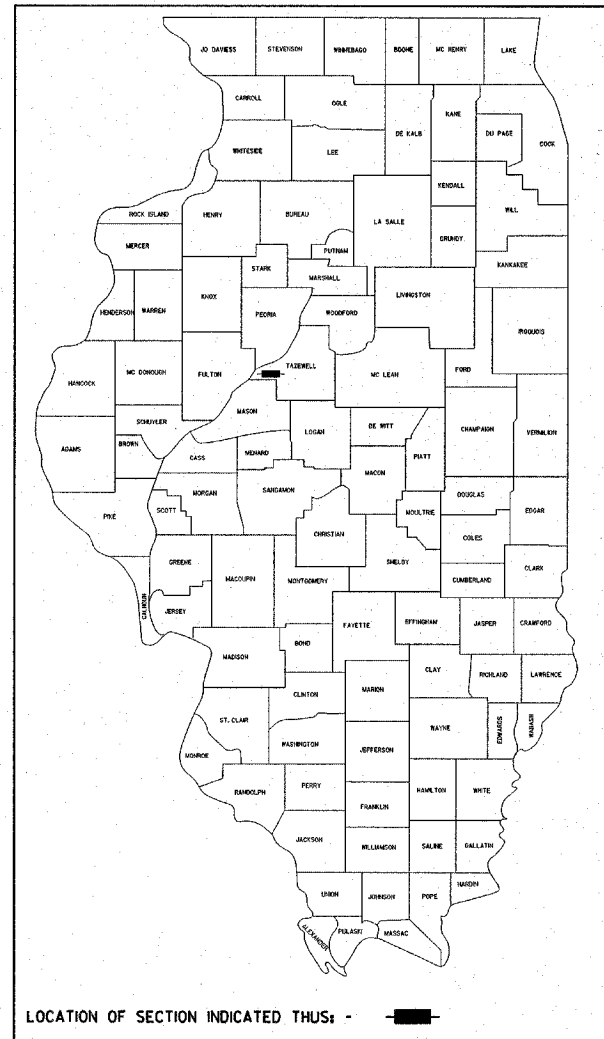 JO DAVIESS STEVENSON WINNEBAGO BOONE MC HENRY LAKE
CARROLL OGLE DE KALB KANE DU PAGE COOK
WHITESIDE LEE
KENDALL WILL
ROCK ISLAND HENRY BUREAU LA SALLE GRUNDY
MERCER PUTNAM KANKAKEE
STARK MARSHALL
HENDERSON WARREN KNOX PEORIA WOODFORD LIVINGSTON IROQUOIS
HANCOCK MC DONOUGH FULTON TAZEWELL MC LEAN FORD
MASON
SCHUYLER LOGAN DE WITT CHAMPAIGN VERMILION
ADAMS BROWN CASS MENARD PIATT
MACON
MORGAN SANGAMON DOUGLAS
PIKE SCOTT MOULTRIE EDGAR
CHRISTIAN COLES
GREENE MACOUPIN MONTGOMERY SHELBY CLARK
CUMBERLAND
CALHOUN JERSEY FAYETTE EFFINGHAM JASPER CRAWFORD
MADISON BOND
CLAY RICHLAND LAWRENCE
CLINTON MARION
ST. CLAIR WAYNE EDWARDS WABASH
WASHINGTON JEFFERSON
MONROE
RANDOLPH PERRY HAMILTON WHITE
FRANKLIN
JACKSON WILLIAMSON SALINE GALLATIN
UNION JOHNSON POPE HARDIN
ALEXANDER PULASKI MASSAC
LOCATION OF SECTION INDICATED THUS: -